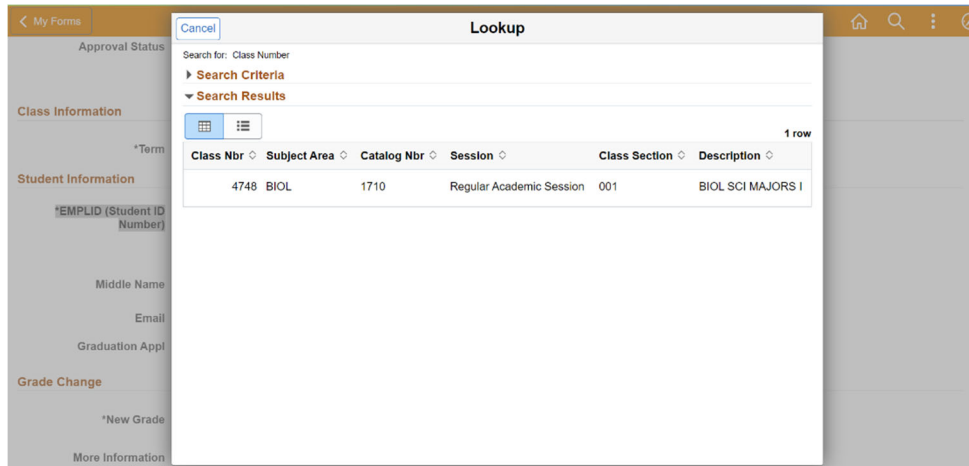 My Forms
Cancel
Lookup
Approval Status
Search for: Class Number
Search Criteria
Search Results
Class Information
1 row
*Term
Class Nbr Subject Area Catalog Nbr Session Class Section Description
4748 BIOL 1710 Regular Academic Session 001 BIOL SCI MAJORS I
Student Information
*EMPLID (Student ID
Number)
Middle Name
Email
Graduation Appl
Grade Change
*New Grade
More Information